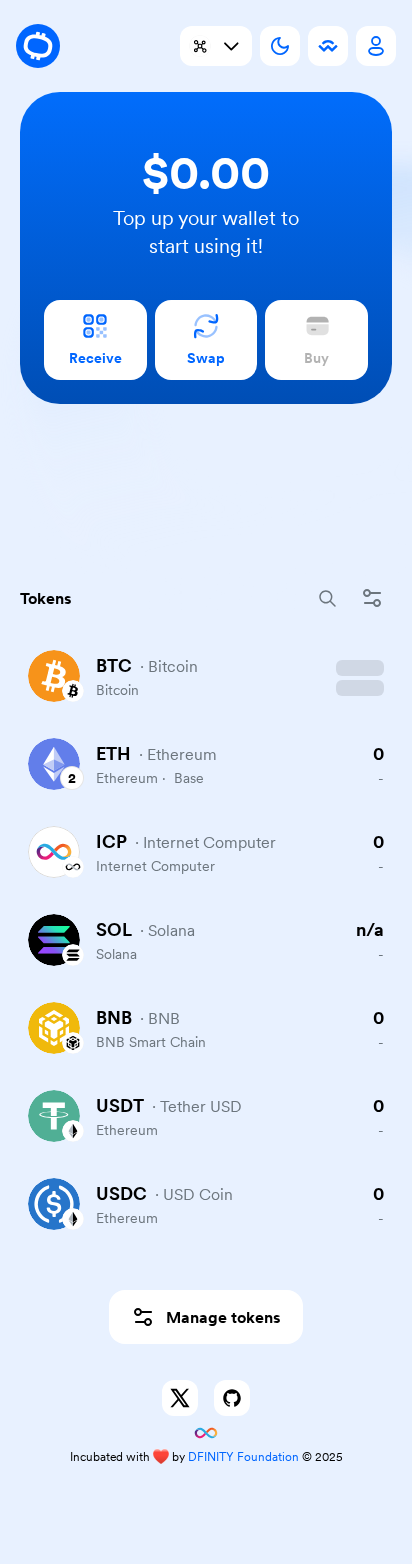 $0.00
Top up your wallet to
start using it!
Receive
Swap
Buy
Tokens
BTC · Bitcoin
Bitcoin
ETH · Ethereum 0
2 Ethereum · Base -
ICP · Internet Computer 0
Internet Computer -
SOL · Solana n/a
Solana -
BNB · BNB 0
BNB Smart Chain -
USDT · Tether USD 0
Ethereum -
USDC · USD Coin 0
Ethereum -
Manage tokens
Incubated with ❤️ by DFINITY Foundation © 2025